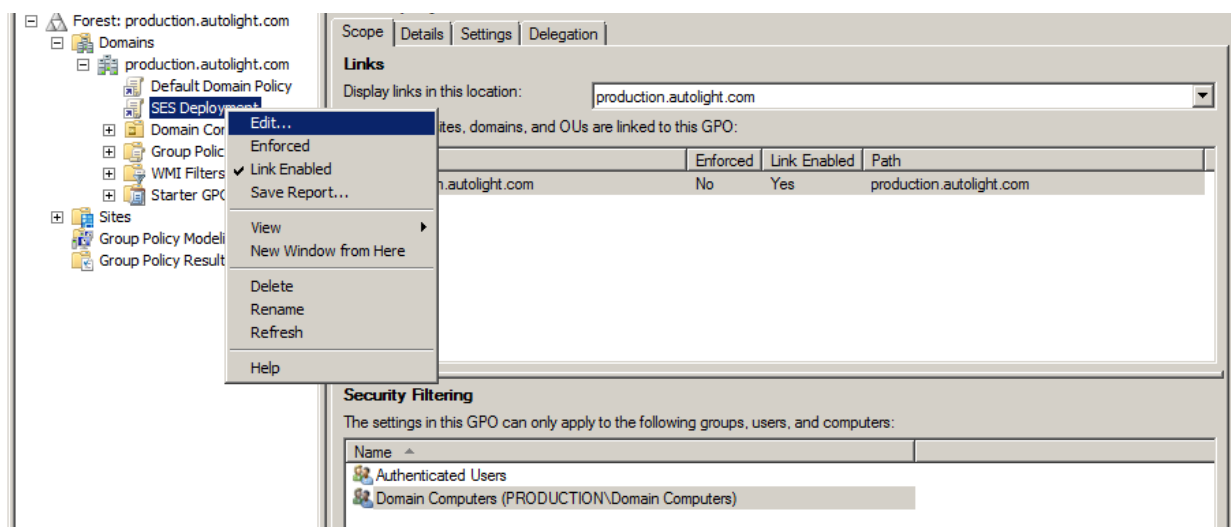 Forest: production.autolight.com
Domains
production.autolight.com
Default Domain Policy
SES Deployment
Domain Cor
Group Polic
WMI Filters
Starter GPO
Sites
Group Policy Modeli
Group Policy Result
Edit...
Enforced
Link Enabled
Save Report...
View
New Window from Here
Delete
Rename
Refresh
Help
Scope Details Settings Delegation
Links
Display links in this location: production.autolight.com
ites, domains, and OUs are linked to this GPO:
Enforced Link Enabled Path
n.autolight.com No Yes production.autolight.com
Security Filtering
The settings in this GPO can only apply to the following groups, users, and computers:
Name
Authenticated Users
Domain Computers (PRODUCTION\Domain Computers)